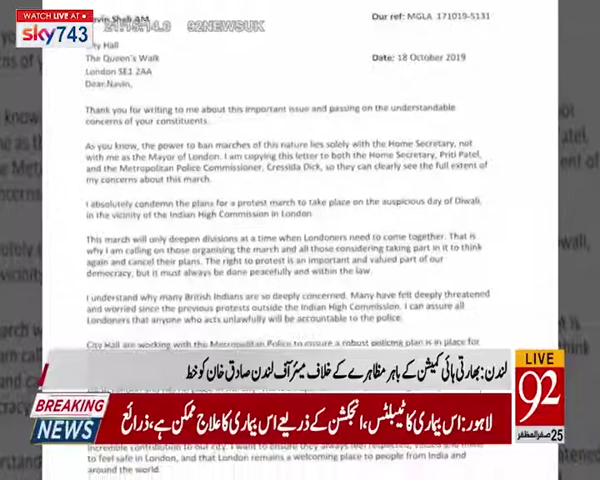 WATCH LIVE AT
sky743
Navin Shah AM
Our ref: MGLA 171019-5131
92NEWSUK
City Hall
The Queen's Walk
London SE1 2AA
Date: 18 October 2019
Dear Navin,
Thank you for writing to me about this important issue and passing on the understandable
concerns of your constituents.
As you know, the power to ban marches of this nature lies solely with the Home Secretary, not
with me as the Mayor of London. I am copying this letter to both the Home Secretary, Priti Patel,
and the Metropolitan Police Commissioner, Cressida Dick, so they can clearly see the full extent of
my concerns about this march.
I absolutely condemn the plans for a protest march to take place on the auspicious day of Diwali,
in the vicinity of the Indian High Commission in London
This march will only deepen divisions at a time when Londoners need to come together. That is
why I am calling on those organising the march and all those considering taking part in it to think
again and cancel their plans. The right to protest is an important and valued part of our
democracy, but it must always be done peacefully and within the law.
I understand why many British Indians are so deeply concerned. Many have felt deeply threatened
and worried since the previous protests outside the Indian High Commission. I can assure all
Londoners that anyone who acts unlawfully will be accountable to the police.
City Hall are working with the Metropolitan Police to ensure a robust policing plan is in place for
لندن: بھارتی ہائی کمیشن کے باہر مظاہرے کے خلاف میئر آف لندن صادق خان کو خط
LIVE
92
25 صفر المظفر
BREAKING
NEWS
لاہور: اس بیماری کا ٹیبلٹس، انجکشن کے ذریعے اس بیماری کا علاج ممکن ہے، ذرائع
incredible contribution to our city. I want to ensure they always feel respected, valued and
to feel safe in London, and that London remains a welcoming place to people from India and
around the world.